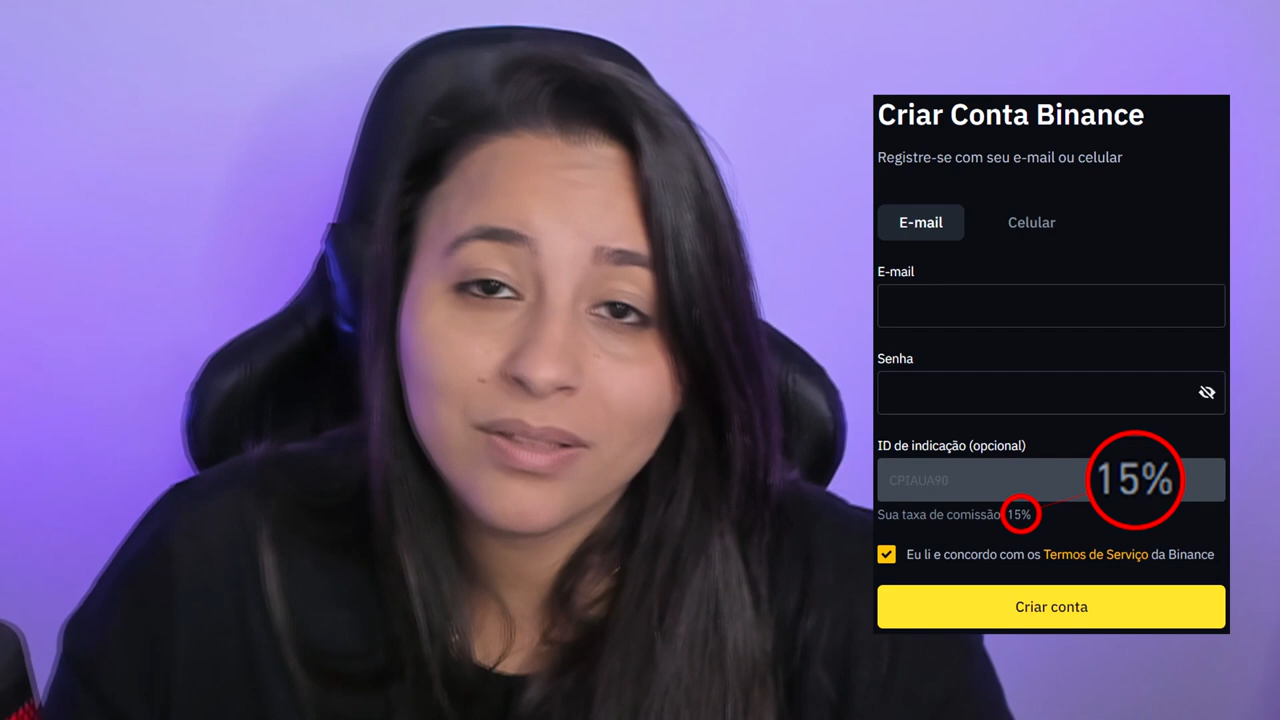 Criar Conta Binance
Registre-se com seu e-mail ou celular
E-mail Celular
E-mail
Senha
ID de indicação (opcional)
CPIAUA90
15%
Sua taxa de comissão 15%
Eu li e concordo com os Termos de Serviço da Binance
Criar conta